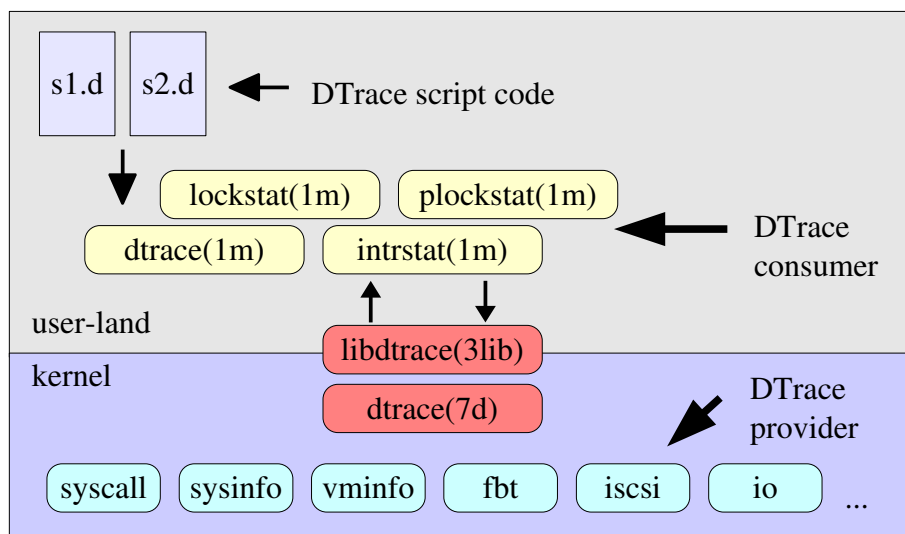 s1.d s2.d
DTrace script code
lockstat(1m) plockstat(1m)
dtrace(1m) intrstat(1m)
DTrace
consumer
user-land
libdtrace(3lib)
kernel
dtrace(7d)
DTrace
provider
syscall sysinfo vminfo fbt iscsi io ...